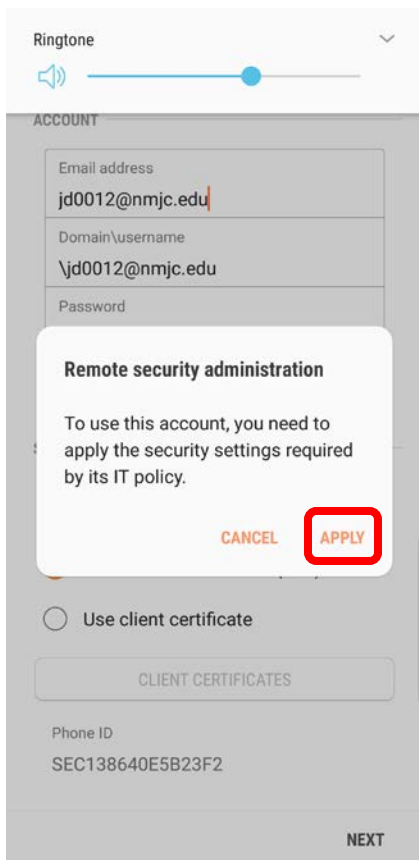 Ringtone
ACCOUNT
Email address
jd0012@nmjc.edu
Domain\username
\jd0012@nmjc.edu
Password
Remote security administration
To use this account, you need to
apply the security settings required
by its IT policy.
CANCEL APPLY
Use client certificate
CLIENT CERTIFICATES
Phone ID
SEC138640E5B23F2
NEXT